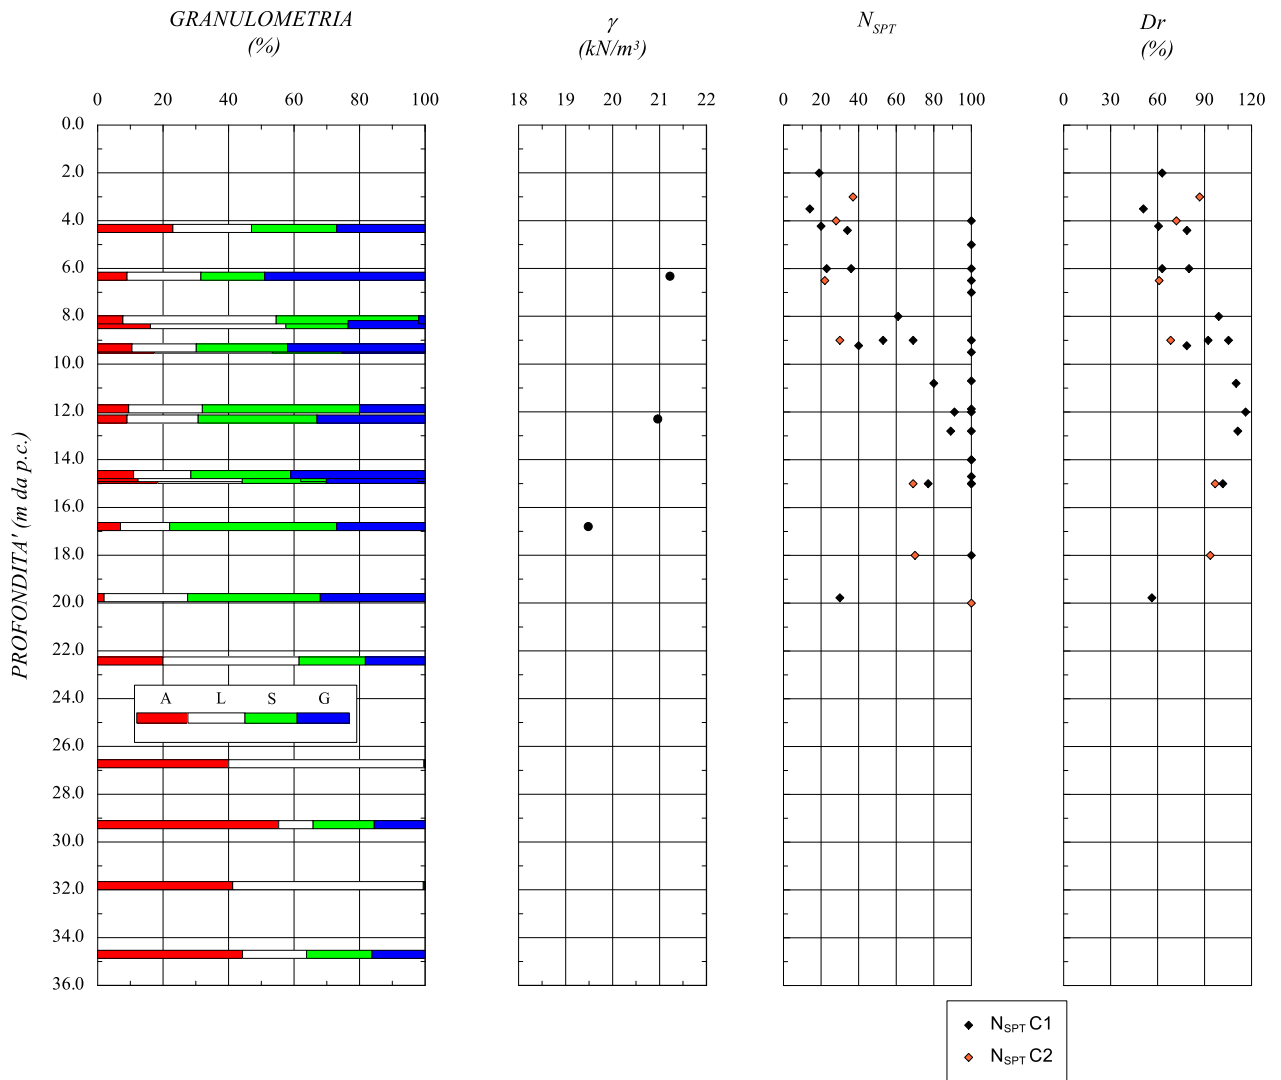 GRANULOMETRIA
(%)
γ
(kN/m³)
N_SPT
Dr
(%)
0 20 40 60 80 100
18 19 20 21 22
0 20 40 60 80 100
0 30 60 90 120
PROFONDITA' (m da p.c.)
0.0
2.0
4.0
6.0
8.0
10.0
12.0
14.0
16.0
18.0
20.0
22.0
24.0
26.0
28.0
30.0
32.0
34.0
36.0
A L S G
N_SPT C1
N_SPT C2